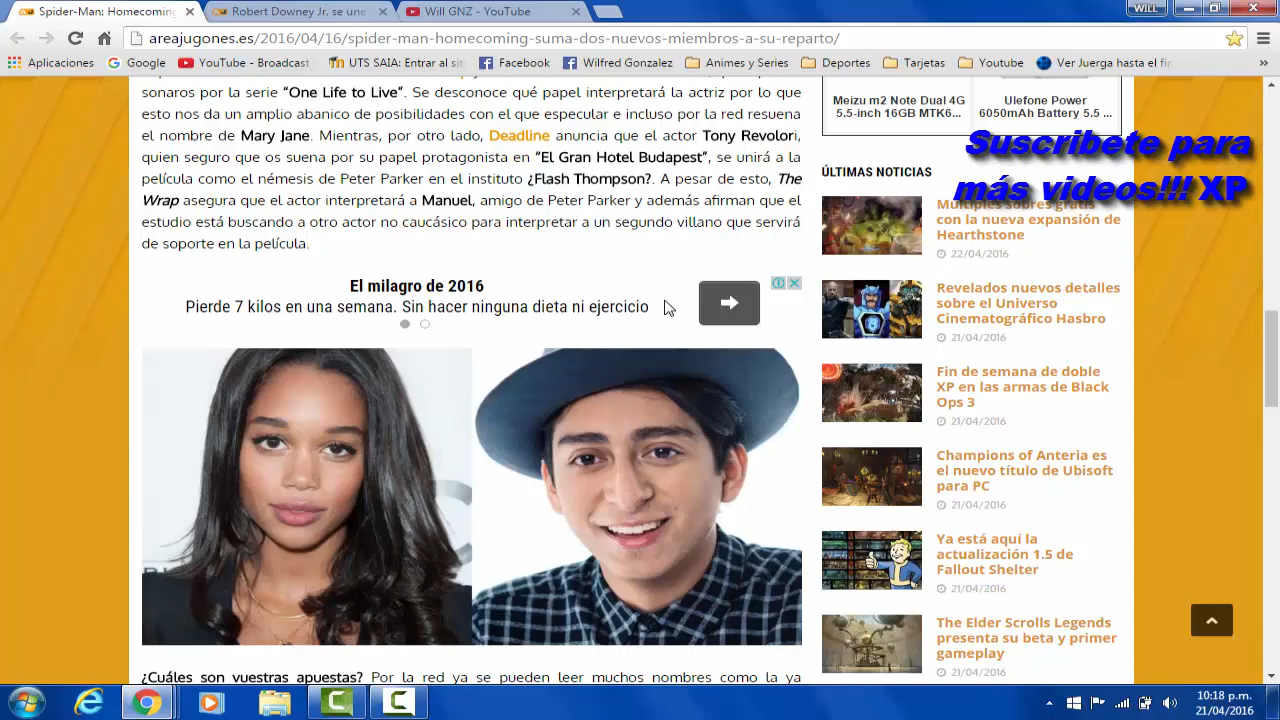 Spider-Man: Homecoming
Robert Downey Jr. se une
Will GNZ - YouTube
WILL
areajugones.es/2016/04/16/spider-man-homecoming-suma-dos-nuevos-miembros-a-su-reparto/
Aplicaciones
Google
YouTube - Broadcast
UTS SAIA: Entrar al sit
Facebook
Wilfred Gonzalez
Animes y Series
Deportes
Tarjetas
Youtube
Ver Juerga hasta el fin
»
sonaros por la serie “One Life to Live”. Se desconoce qué papel interpretará la actriz por lo que
esto nos da un amplio abanico de posibilidades con el que especular e incluso por la red resuena
el nombre de Mary Jane. Mientras, por otro lado, Deadline anuncia que el actor Tony Revolori,
quien seguro que os suena por su papel protagonista en “El Gran Hotel Budapest”, se unirá a la
película como el némesis de Peter Parker en el instituto ¿Flash Thompson?. A pesar de esto, The
Wrap asegura que el actor interpretará a Manuel, amigo de Peter Parker y además afirman que el
estudio está buscando un actor no caucásico para interpretar a un segundo villano que servirá
de soporte en la película.
El milagro de 2016
Pierde 7 kilos en una semana. Sin hacer ninguna dieta ni ejercicio
¿Cuáles son vuestras apuestas? Por la red ya se pueden leer muchos nombres como la ya
Meizu m2 Note Dual 4G
5.5-inch 16GB MTK6...
Ulefone Power
6050mAh Battery 5.5 ...
Suscribete para
más videos!!! XP
ÚLTIMAS NOTICIAS
Múltiples sobres gratis
con la nueva expansión de
Hearthstone
22/04/2016
Revelados nuevos detalles
sobre el Universo
Cinematográfico Hasbro
21/04/2016
Fin de semana de doble
XP en las armas de Black
Ops 3
21/04/2016
Champions of Anteria es
el nuevo título de Ubisoft
para PC
21/04/2016
Ya está aquí la
actualización 1.5 de
Fallout Shelter
21/04/2016
The Elder Scrolls Legends
presenta su beta y primer
gameplay
21/04/2016
10:18 p.m.
21/04/2016